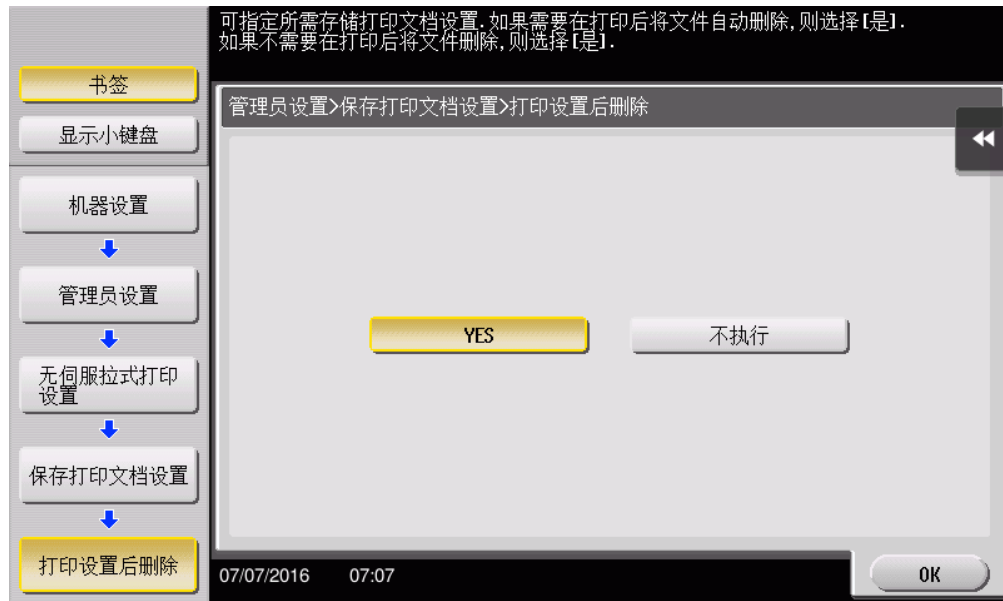 可指定所需存储打印文档设置.如果需要在打印后将文件自动删除,则选择[是].
如果不需要在打印后将文件删除,则选择[是].
书签
管理员设置>保存打印文档设置>打印设置后删除
显示小键盘
机器设置
管理员设置
YES
不执行
无伺服拉式打印
设置
保存打印文档设置
打印设置后删除
07/07/2016 07:07
OK